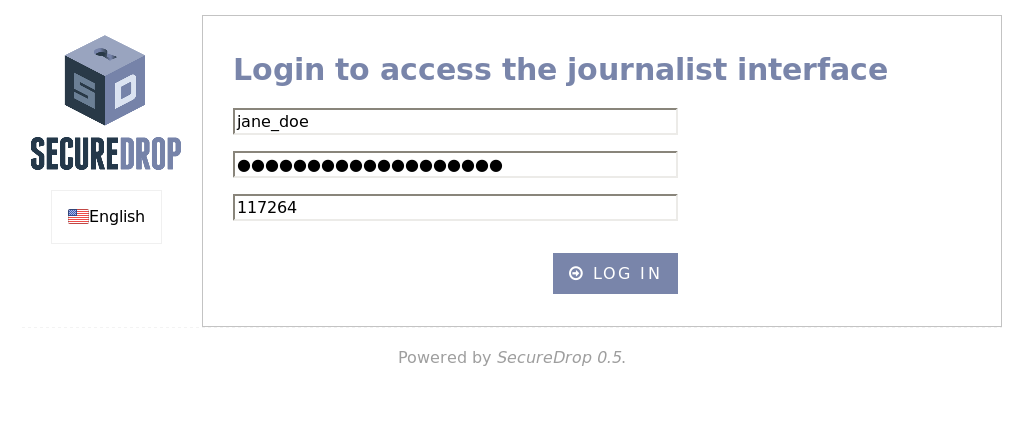 Login to access the journalist interface
jane_doe
●●●●●●●●●●●●●●●●●●●
117264
LOG IN
SD
SECUREDROP
English
Powered by SecureDrop 0.5.